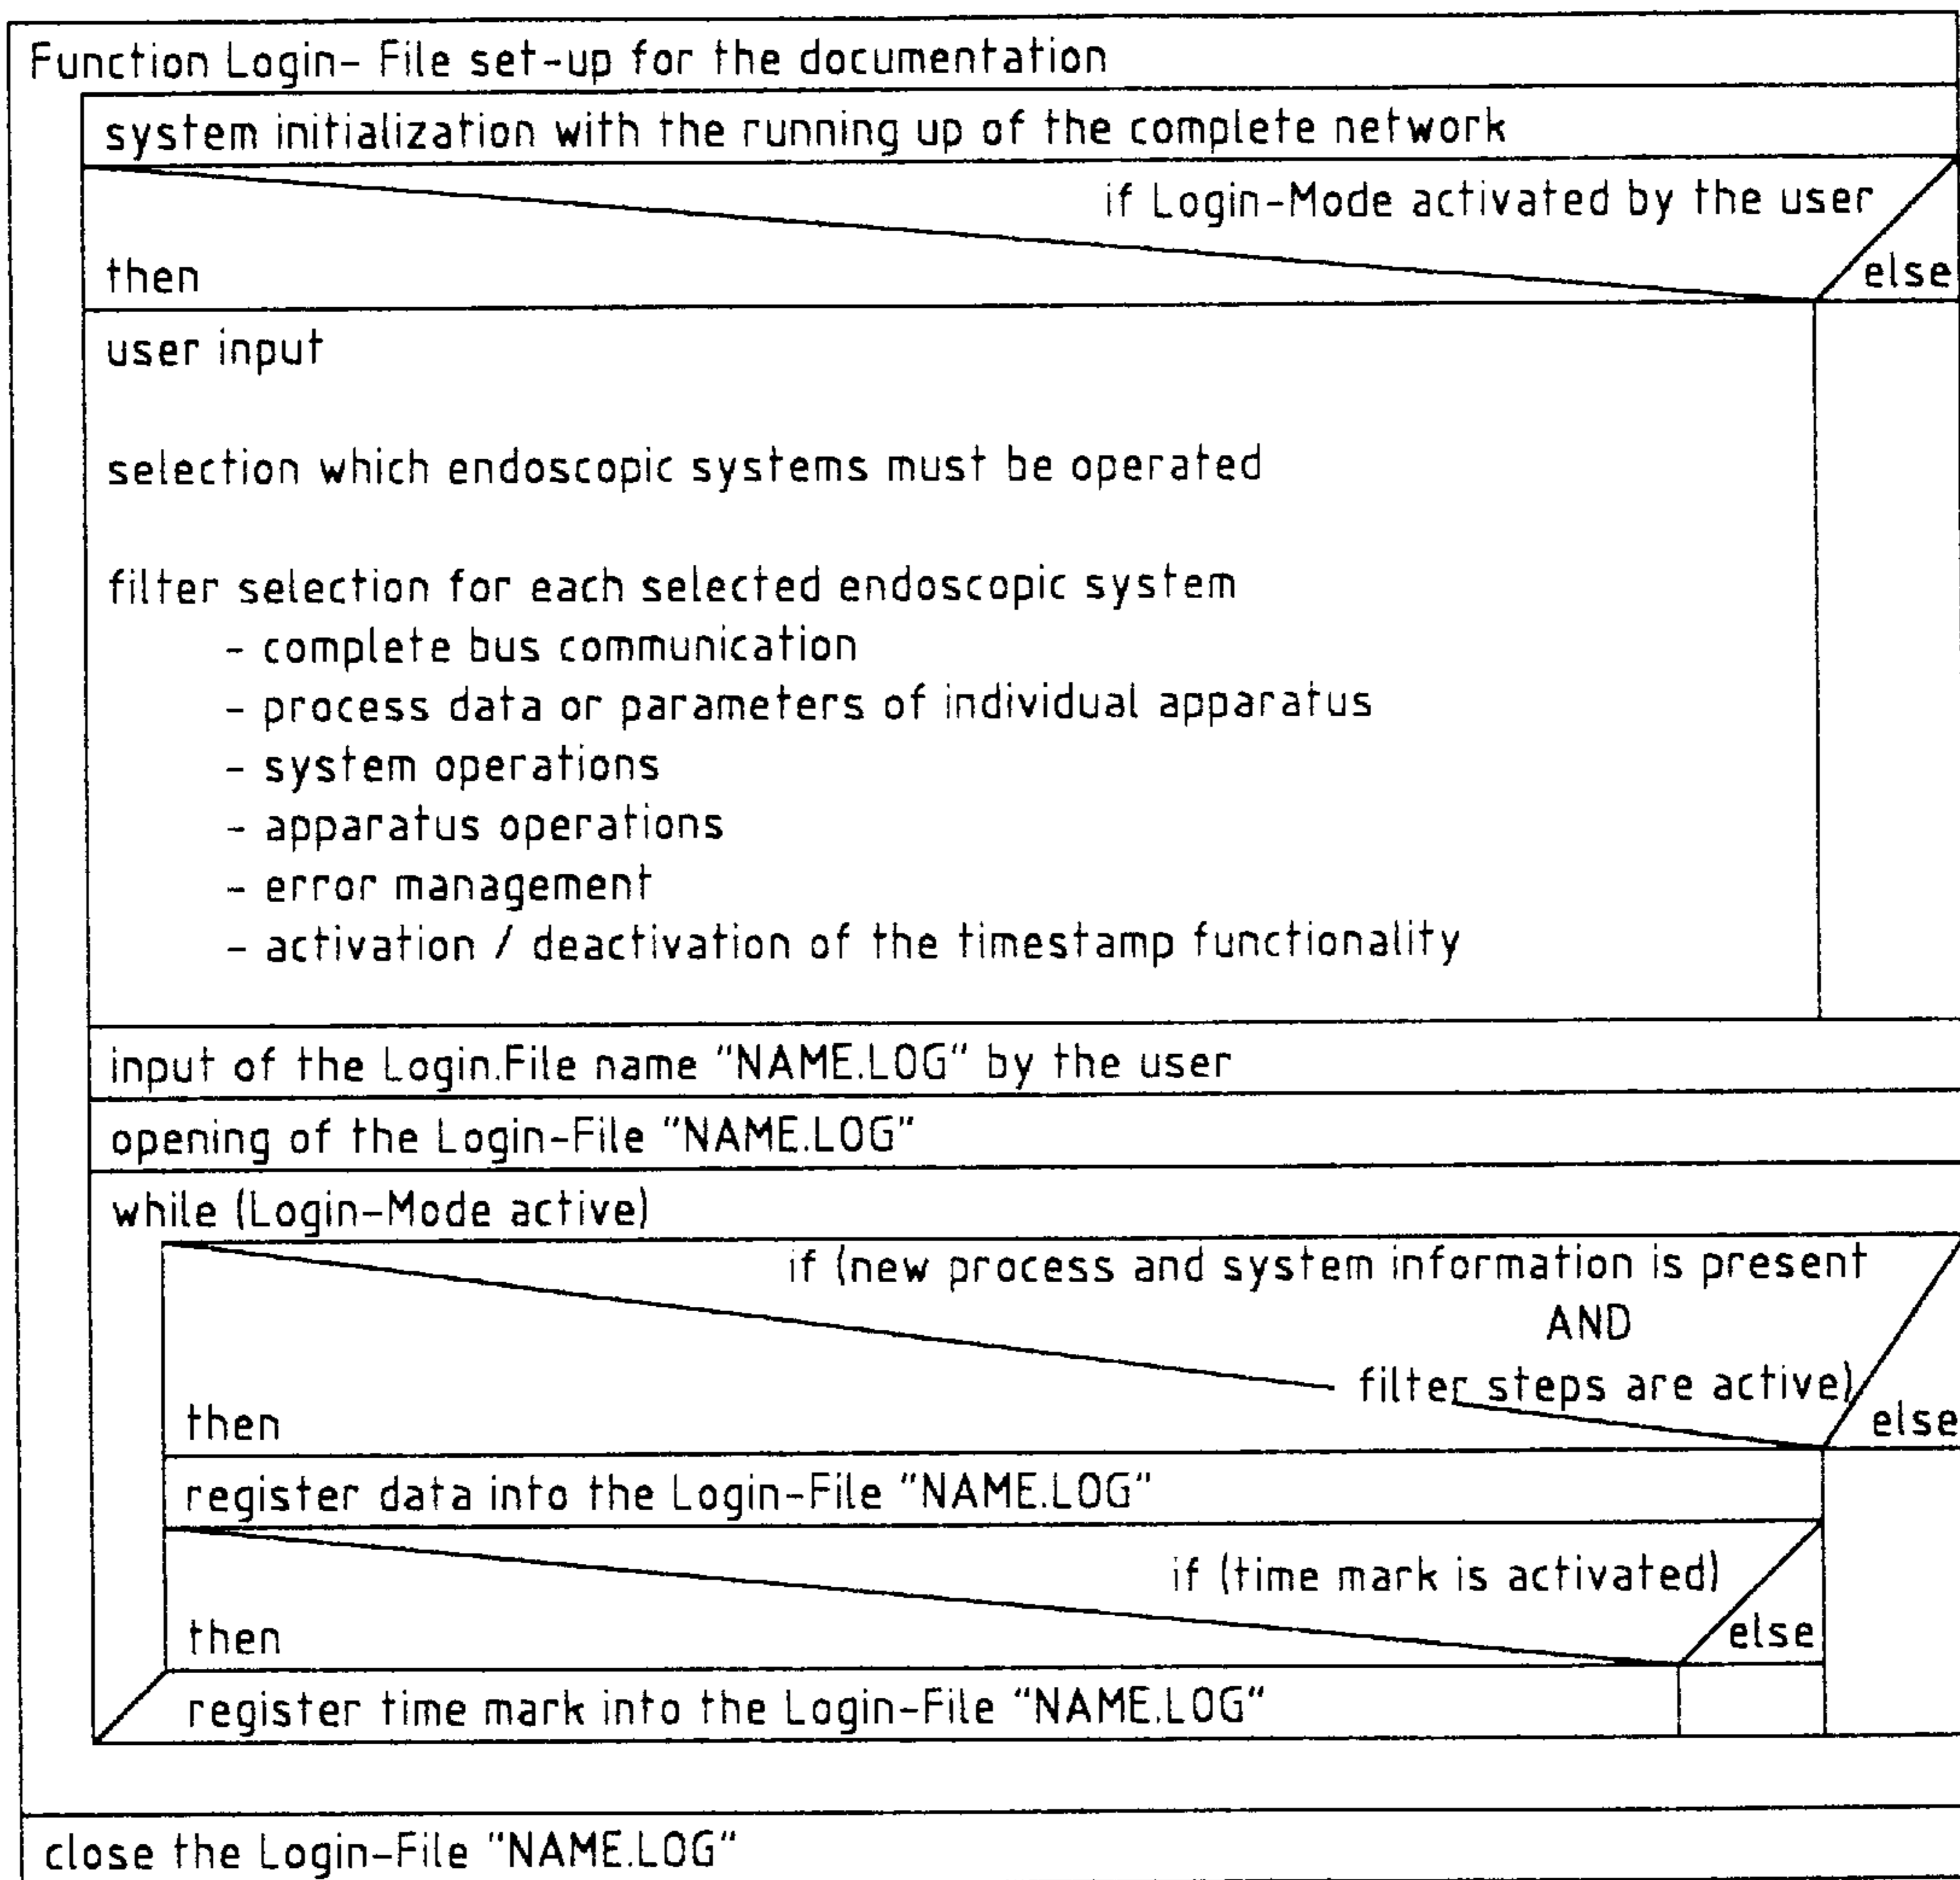 Function Login- File set-up for the documentation
system initialization with the running up of the complete network
if Login-Mode activated by the user
then
else
user input
selection which endoscopic systems must be operated
filter selection for each selected endoscopic system
- complete bus communication
- process data or parameters of individual apparatus
- system operations
- apparatus operations
- error management
- activation / deactivation of the timestamp functionality
input of the Login.File name "NAME.LOG" by the user
opening of the Login-File "NAME.LOG"
while (Login-Mode active)
if (new process and system information is present
AND
filter steps are active)
then
else
register data into the Login-File "NAME.LOG"
if (time mark is activated)
then
else
register time mark into the Login-File "NAME.LOG"
close the Login-File "NAME.LOG"